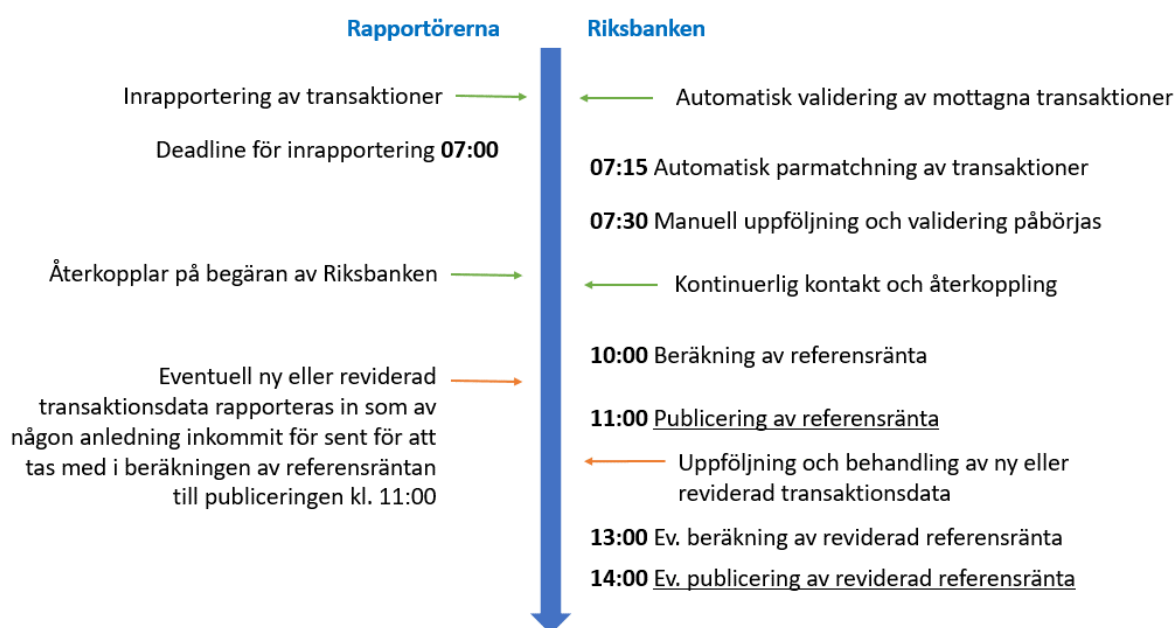 Rapportörerna
Riksbanken
Inrapportering av transaktioner
Automatisk validering av mottagna transaktioner
Deadline för inrapportering 07:00
07:15 Automatisk parmatchning av transaktioner
07:30 Manuell uppföljning och validering påbörjas
Återkopplar på begäran av Riksbanken
Kontinuerlig kontakt och återkoppling
10:00 Beräkning av referensränta
Eventuell ny eller reviderad
transaktionsdata rapporteras in som av
någon anledning inkommit för sent för att
tas med i beräkningen av referensräntan
till publiceringen kl. 11:00
11:00 Publicering av referensränta
Uppföljning och behandling av ny eller
reviderad transaktionsdata
13:00 Ev. beräkning av reviderad referensränta
14:00 Ev. publicering av reviderad referensränta